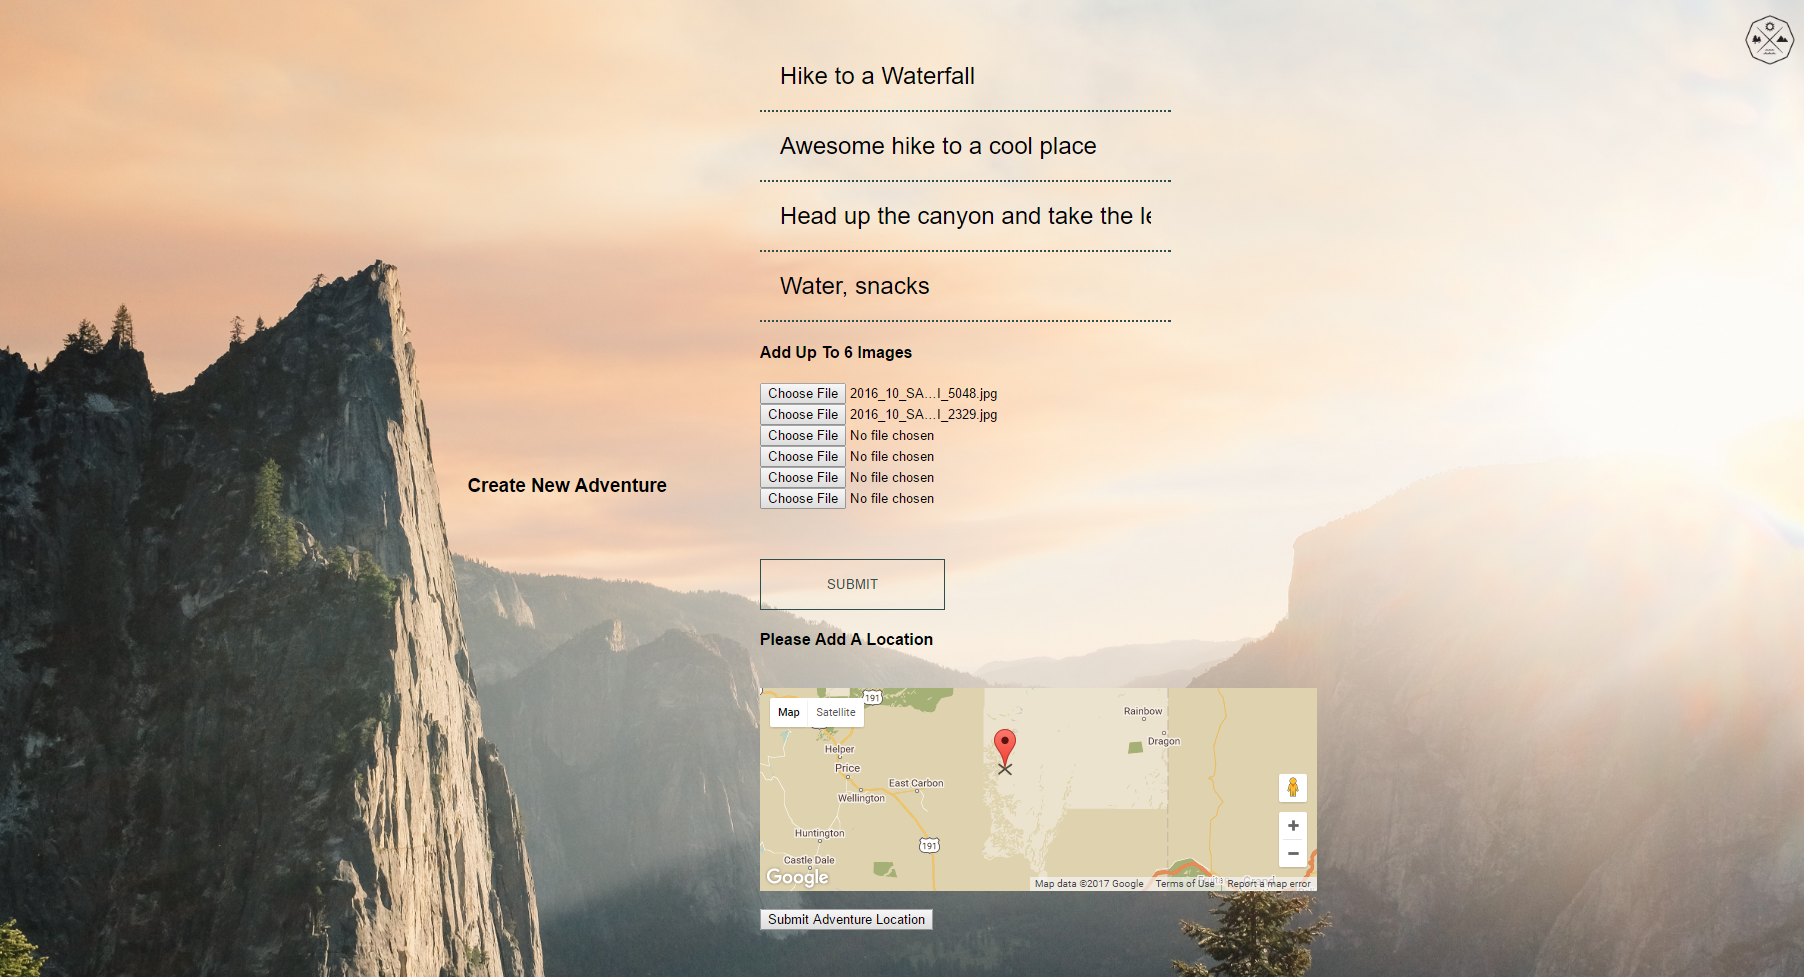 Hike to a Waterfall
Awesome hike to a cool place
Head up the canyon and take the le
Water, snacks
Add Up To 6 Images
Choose File 2016_10_SA...I_5048.jpg
Choose File 2016_10_SA...I_2329.jpg
Choose File No file chosen
Choose File No file chosen
Choose File No file chosen
Choose File No file chosen
Create New Adventure
SUBMIT
Please Add A Location
191
Map Satellite
Rainbow
Dragon
Helper
Price
East Carbon
Wellington
Huntington
191
Castle Dale
Google
Map data ©2017 Google Terms of Use Report a map error
Submit Adventure Location